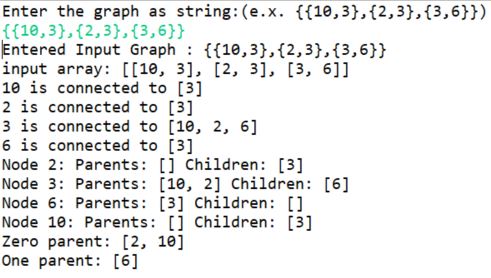 Enter the graph as string:(e.x. {{10,3},{2,3},{3,6}})
{{10,3},{2,3},{3,6}}
Entered Input Graph : {{10,3},{2,3},{3,6}}
input array: [[10, 3], [2, 3], [3, 6]]
10 is connected to [3]
2 is connected to [3]
3 is connected to [10, 2, 6]
6 is connected to [3]
Node 2: Parents: [] Children: [3]
Node 3: Parents: [10, 2] Children: [6]
Node 6: Parents: [3] Children: []
Node 10: Parents: [] Children: [3]
Zero parent: [2, 10]
One parent: [6]